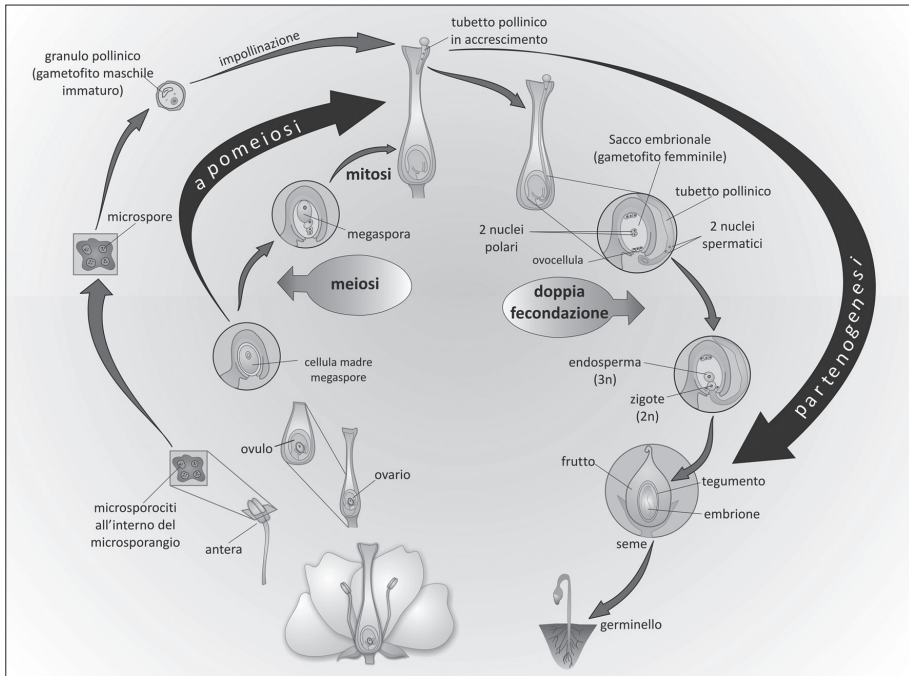 tubetto pollinico
in accrescimento
impollinazione
granulo pollinico
(gametofito maschile
immaturo)
apomeiosi
Sacco embrionale
(gametofito femminile)
mitosi
tubetto pollinico
microspore
megaspora
2 nuclei
polari
2 nuclei
spermatici
ovocellula
meiosi
doppia
fecondazione
partenogenesi
cellula madre
megaspore
endosperma
(3n)
zigote
(2n)
ovulo
ovario
frutto
tegumento
embrione
microsporociti
all'interno del
microsporangio
antera
seme
germinello